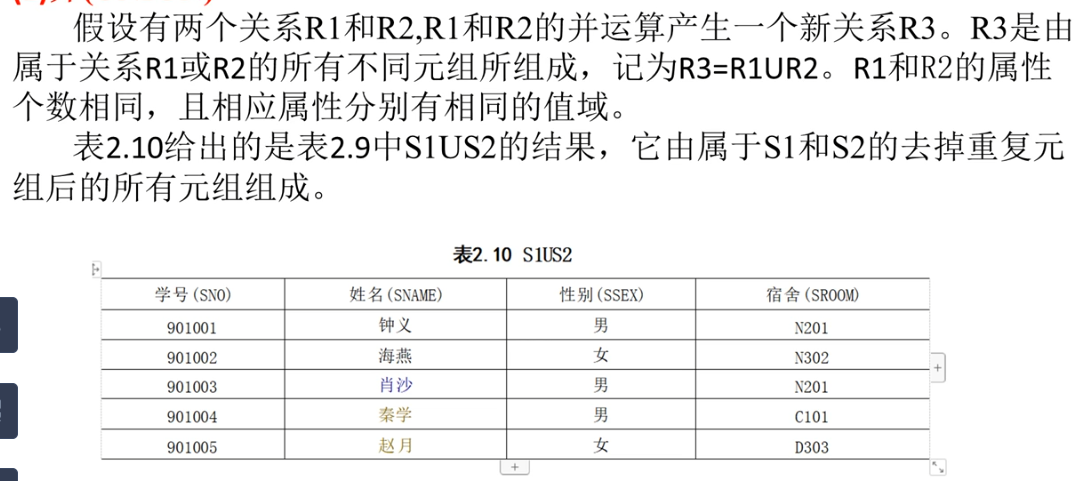 假设有两个关系R1和R2,R1和R2的并运算产生一个新关系R3。R3是由
属于关系R1或R2的所有不同元组所组成，记为R3=R1UR2。R1和R2的属性
个数相同，且相应属性分别有相同的值域。
表2.10给出的是表2.9中S1US2的结果，它由属于S1和S2的去掉重复元
组后的所有元组组成。
表2.10 S1US2
学号(SNO) 姓名(SNAME) 性别(SSEX) 宿舍(SROOM)
901001 钟义 男 N201
901002 海燕 女 N302
901003 肖沙 男 N201
901004 秦学 男 C101
901005 赵月 女 D303